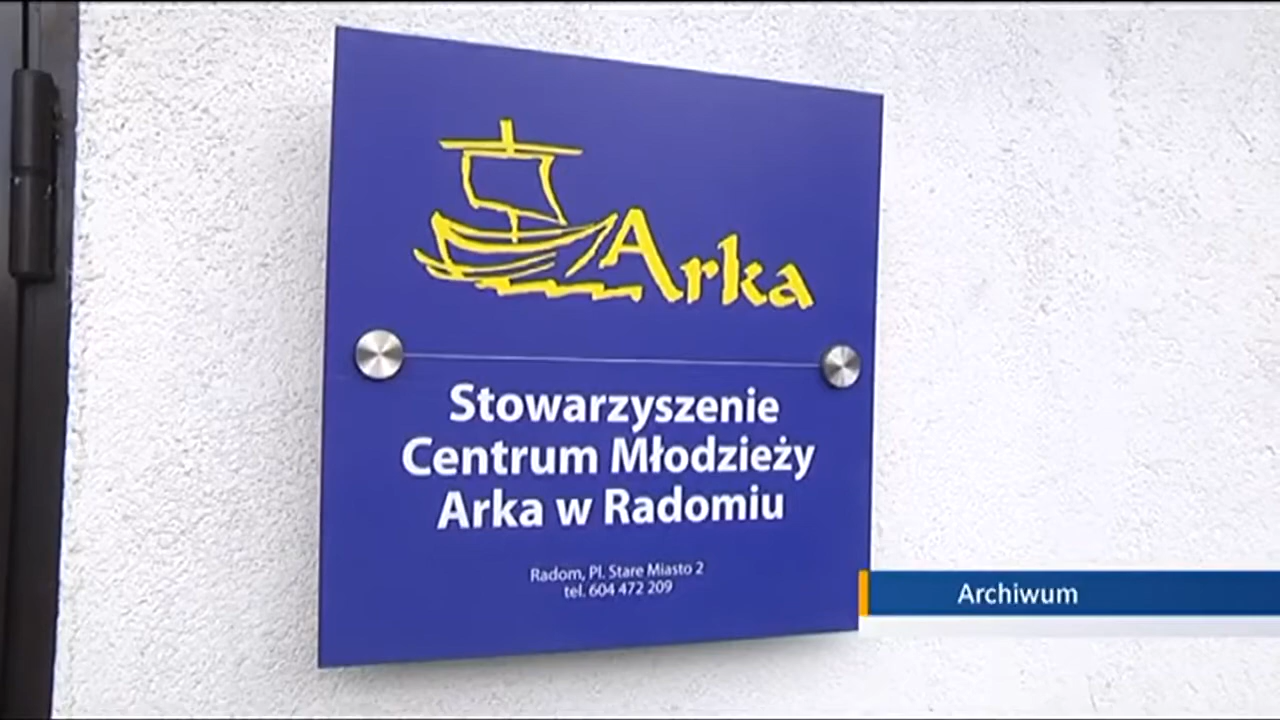 Arka
Stowarzyszenie
Centrum Młodzieży
Arka w Radomiu
Radom, Pl. Stare Miasto 2
tel. 604 472 209
Archiwum